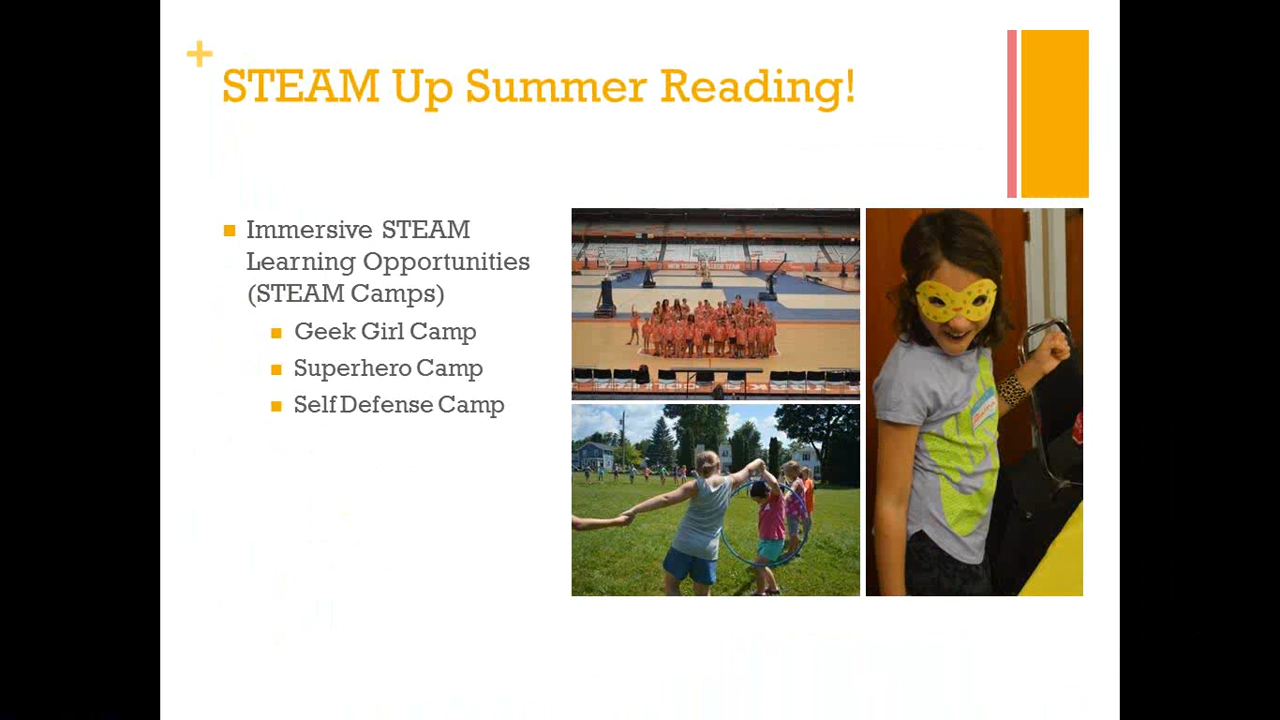 +
STEAM Up Summer Reading!
Immersive STEAM
Learning Opportunities
(STEAM Camps)
Geek Girl Camp
Superhero Camp
Self Defense Camp